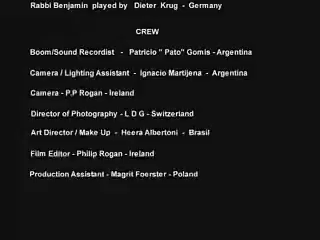 Rabbi Benjamin played by Dieter Krug - Germany
CREW
Boom/Sound Recordist - Patricio " Pato" Gomis - Argentina
Camera / Lighting Assistant - Ignacio Martijena - Argentina
Camera - P.P Rogan - Ireland
Director of Photography - L D G - Switzerland
Art Director / Make Up - Heera Albertoni - Brasil
Film Editor - Philip Rogan - Ireland
Production Assistant - Magrit Foerster - Poland